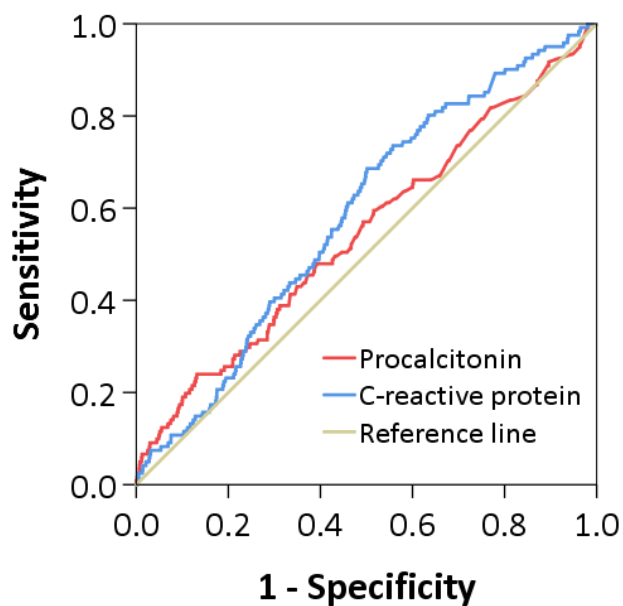 1.0
0.8
0.6
0.4
0.2
0.0
Sensitivity
Procalcitonin
C-reactive protein
Reference line
0.0 0.2 0.4 0.6 0.8 1.0
1 - Specificity